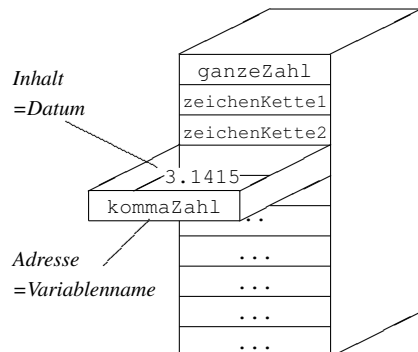 ganzeZahl
Inhalt
=Datum
zeichenKette1
zeichenKette2
3.1415
kommaZahl
..
Adresse
=Variablenname
...
...
...
...
...